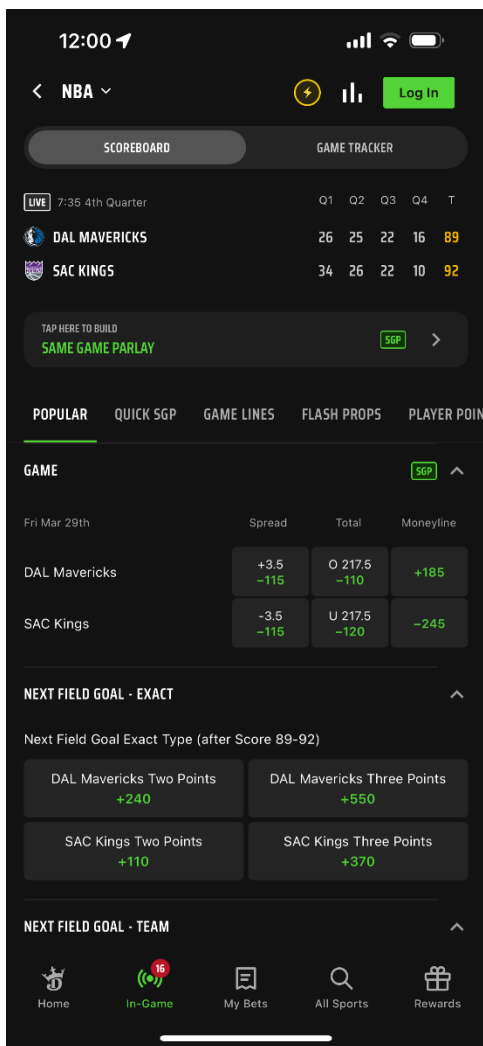 12:00
NBA
Log In
SCOREBOARD GAME TRACKER
LIVE 7:35 4th Quarter Q1 Q2 Q3 Q4 T
DAL MAVERICKS 26 25 22 16 89
SAC KINGS 34 26 22 10 92
TAP HERE TO BUILD
SAME GAME PARLAY SGP
POPULAR QUICK SGP GAME LINES FLASH PROPS PLAYER POIN
GAME SGP
Fri Mar 29th Spread Total Moneyline
DAL Mavericks +3.5 −115 O 217.5 −110 +185
SAC Kings -3.5 −115 U 217.5 −120 −245
NEXT FIELD GOAL - EXACT
Next Field Goal Exact Type (after Score 89-92)
DAL Mavericks Two Points DAL Mavericks Three Points
+240 +550
SAC Kings Two Points SAC Kings Three Points
+110 +370
NEXT FIELD GOAL - TEAM
16
Home In-Game My Bets All Sports Rewards